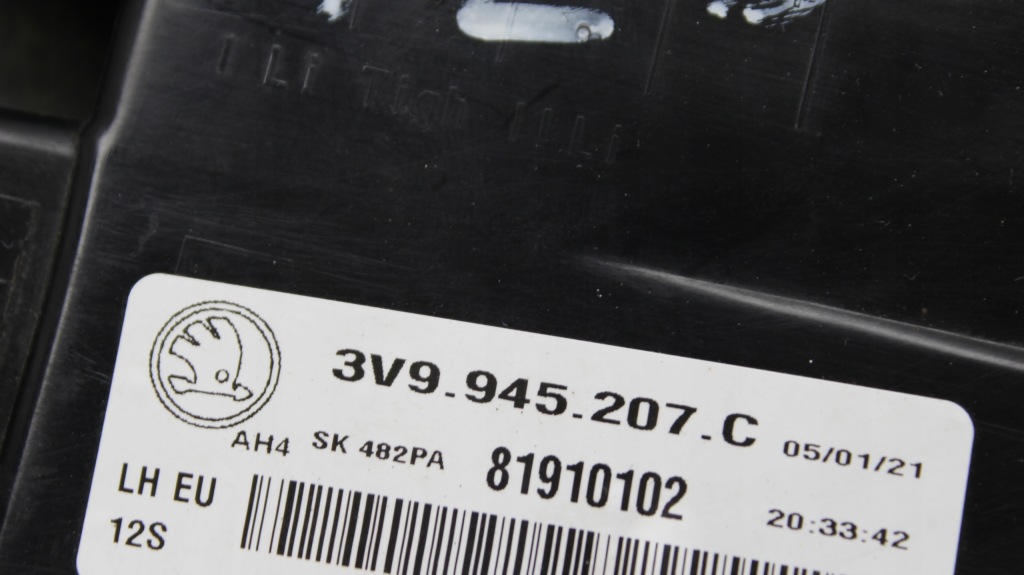 3V9.945.207.C 05/01/21
AH4 SK 482PA 81910102
LH EU 20:33:42
12S